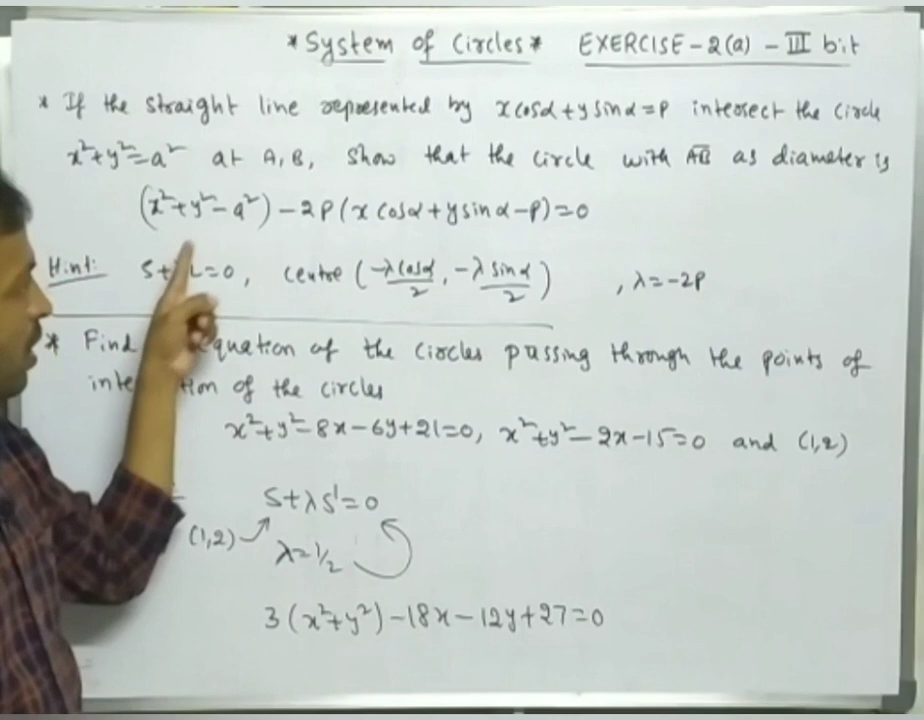 * System of Circles * EXERCISE-2(a) - III bit
* If the straight line represented by x cosα + y sinα = P intersect the circle
x²+y²=a² at A, B, show that the circle with AB as diameter is
(x²+y²-a²) - 2P(x cosα + y sinα - P) = 0
Hint: S+ L=0, centre (-λcosα/2, -λsinα/2) , λ=-2P
* Find equation of the circles passing through the points of
of the circles
x²+y²-8x-6y+21=0, x²+y²-2x-15=0 and (1,2)
S+λS'=0
(1,2)
λ=1/2
3(x²+y²)-18x-12y+27=0